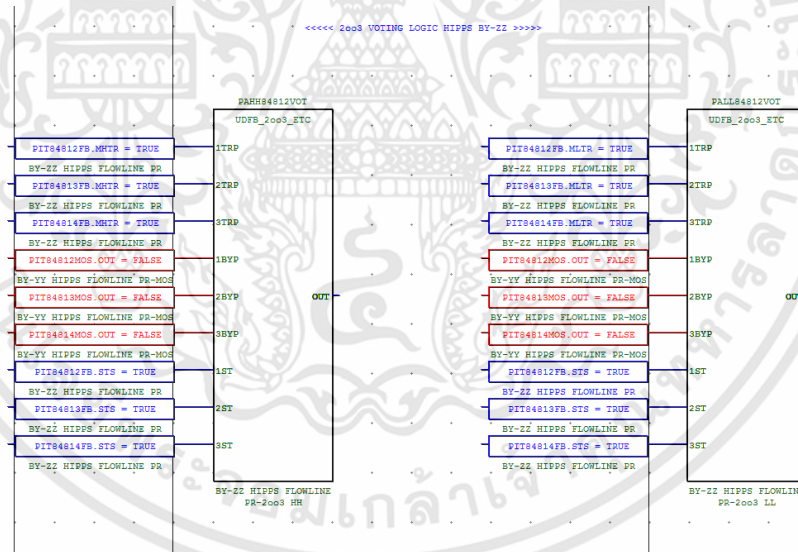 <<<<< 2oo3 VOTING LOGIC HIPPS BY-ZZ >>>>>
PAHH84812VOT
UDFB_2oo3_ETC
PIT84812FB.MHTR = TRUE
1TRP
BY-ZZ HIPPS FLOWLINE PR
PIT84813FB.MHTR = TRUE
2TRP
BY-ZZ HIPPS FLOWLINE PR
PIT84814FB.MHTR = TRUE
3TRP
BY-ZZ HIPPS FLOWLINE PR
PIT84812MOS.OUT = FALSE
1BYP
BY-YY HIPPS FLOWLINE PR-MOS
PIT84813MOS.OUT = FALSE
2BYP
OUT
BY-YY HIPPS FLOWLINE PR-MOS
PIT84814MOS.OUT = FALSE
3BYP
BY-YY HIPPS FLOWLINE PR-MOS
PIT84812FB.STS = TRUE
1ST
BY-ZZ HIPPS FLOWLINE PR
PIT84813FB.STS = TRUE
2ST
BY-ZZ HIPPS FLOWLINE PR
PIT84814FB.STS = TRUE
3ST
BY-ZZ HIPPS FLOWLINE PR
BY-ZZ HIPPS FLOWLINE
PR-2oo3 HH
PALL84812VOT
UDFB_2oo3_ETC
PIT84812FB.MLTR = TRUE
1TRP
BY-ZZ HIPPS FLOWLINE PR
PIT84813FB.MLTR = TRUE
2TRP
BY-ZZ HIPPS FLOWLINE PR
PIT84814FB.MLTR = TRUE
3TRP
BY-ZZ HIPPS FLOWLINE PR
PIT84812MOS.OUT = FALSE
1BYP
BY-YY HIPPS FLOWLINE PR-MOS
PIT84813MOS.OUT = FALSE
2BYP
BY-YY HIPPS FLOWLINE PR-MOS
PIT84814MOS.OUT = FALSE
3BYP
BY-YY HIPPS FLOWLINE PR-MOS
PIT84812FB.STS = TRUE
1ST
BY-ZZ HIPPS FLOWLINE PR
PIT84813FB.STS = TRUE
2ST
BY-ZZ HIPPS FLOWLINE PR
PIT84814FB.STS = TRUE
3ST
BY-ZZ HIPPS FLOWLINE PR
BY-ZZ HIPPS FLOWLIN
PR-2oo3 LL